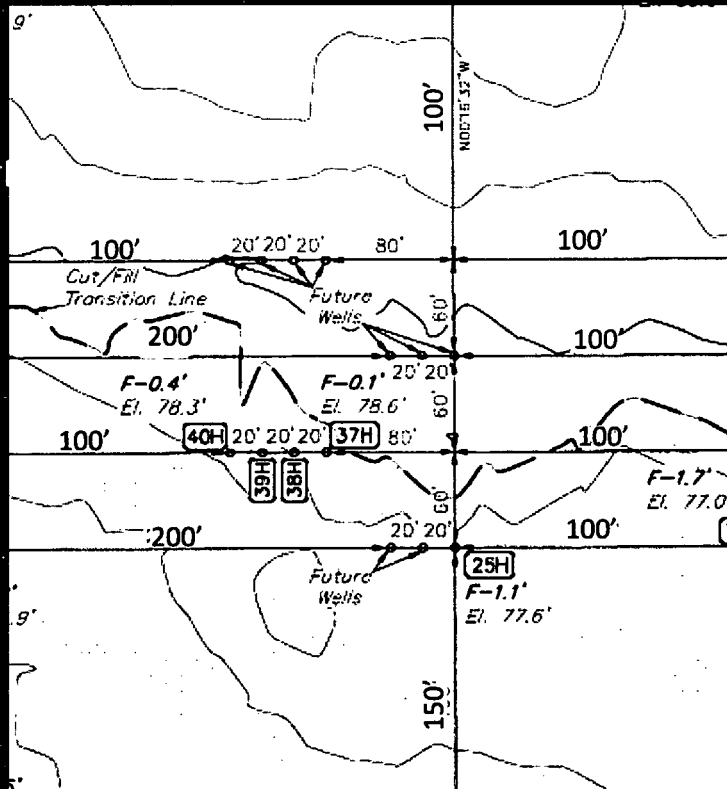 9'
100'
N00°15'32"W
100'
20' 20' 20'
80'
100'
Cut/Fill
Transition Line
Future
Wells
60'
200'
100'
20' 20'
F-0.4'
El. 78.3'
F-0.1'
El. 78.6'
60'
100'
40H
20' 20' 20'
37H
80'
100'
39H
38H
F-1.7'
El. 77.0
60'
200'
20' 20'
100'
Future
Wells
25H
F-1.1'
El. 77.6'
.9'
150'